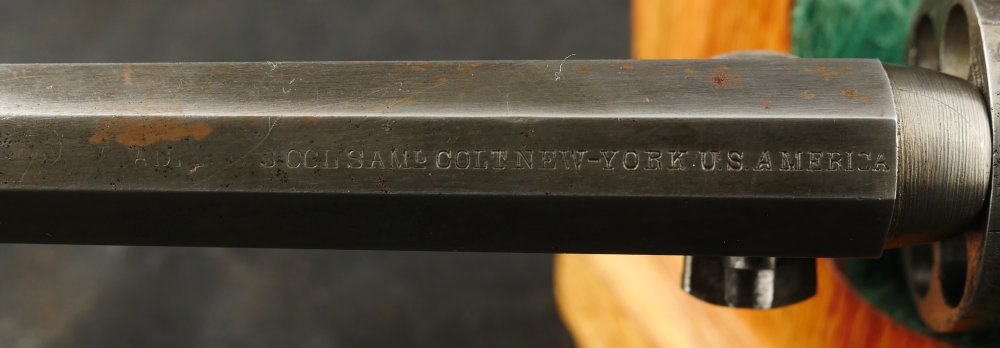 COL SAMᴸ COLT NEW-YORK U.S. AMERICA